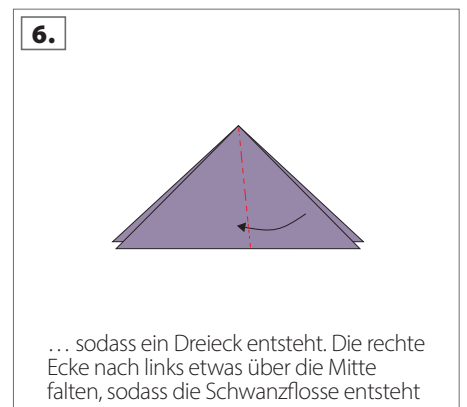 6.
… sodass ein Dreieck entsteht. Die rechte
Ecke nach links etwas über die Mitte
falten, sodass die Schwanzflosse entsteht